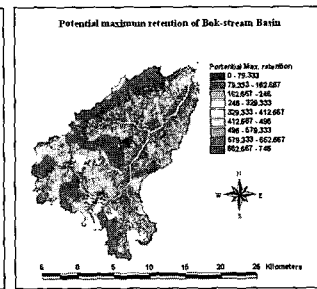 Potential maximum retention of Bok-stream Basin
Portential Max. retention
0 - 79.333
79.333 - 162.667
162.667 - 246
246 - 329.333
329.333 - 412.667
412.667 - 496
496 - 579.333
579.333 - 662.667
662.667 - 746
N
W E
S
5 0 5 10 15 20 25 Kilometers